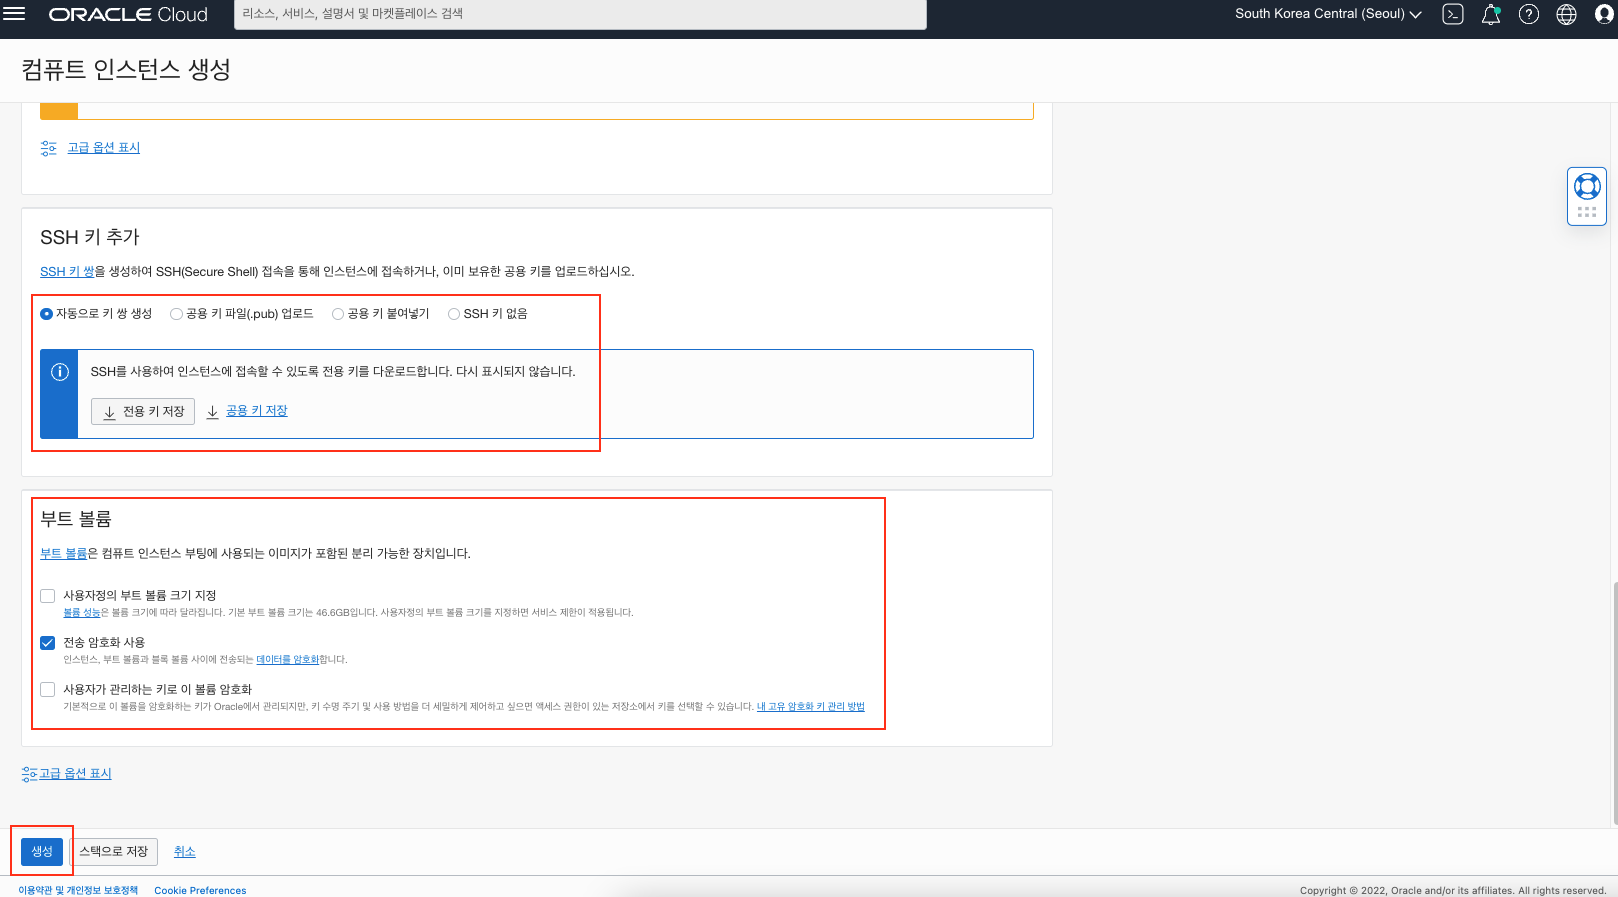 ORACLE Cloud
리소스, 서비스, 설명서 및 마켓플레이스 검색
South Korea Central (Seoul)
컴퓨트 인스턴스 생성
고급 옵션 표시
SSH 키 추가
SSH 키 쌍을 생성하여 SSH(Secure Shell) 접속을 통해 인스턴스에 접속하거나, 이미 보유한 공용 키를 업로드하십시오.
자동으로 키 쌍 생성 공용 키 파일(.pub) 업로드 공용 키 붙여넣기 SSH 키 없음
SSH를 사용하여 인스턴스에 접속할 수 있도록 전용 키를 다운로드합니다. 다시 표시되지 않습니다.
전용 키 저장 공용 키 저장
부트 볼륨
부트 볼륨은 컴퓨트 인스턴스 부팅에 사용되는 이미지가 포함된 분리 가능한 장치입니다.
사용자정의 부트 볼륨 크기 지정
볼륨 성능은 볼륨 크기에 따라 달라집니다. 기본 부트 볼륨 크기는 46.6GB입니다. 사용자정의 부트 볼륨 크기를 지정하면 서비스 제한이 적용됩니다.
전송 암호화 사용
인스턴스, 부트 볼륨과 블록 볼륨 사이에 전송되는 데이터를 암호화합니다.
사용자가 관리하는 키로 이 볼륨 암호화
기본적으로 이 볼륨을 암호화하는 키가 Oracle에서 관리되지만, 키 수명 주기 및 사용 방법을 더 세밀하게 제어하고 싶으면 액세스 권한이 있는 저장소에서 키를 선택할 수 있습니다. 내 고유 암호화 키 관리 방법
고급 옵션 표시
생성 스택으로 저장 취소
이용약관 및 개인정보 보호정책 Cookie Preferences
Copyright © 2022, Oracle and/or its affiliates. All rights reserved.